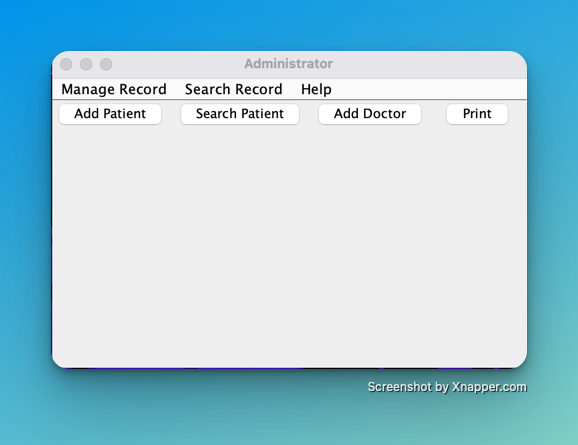 Administrator
Manage Record Search Record Help
Add Patient Search Patient Add Doctor Print
Screenshot by Xnapper.com